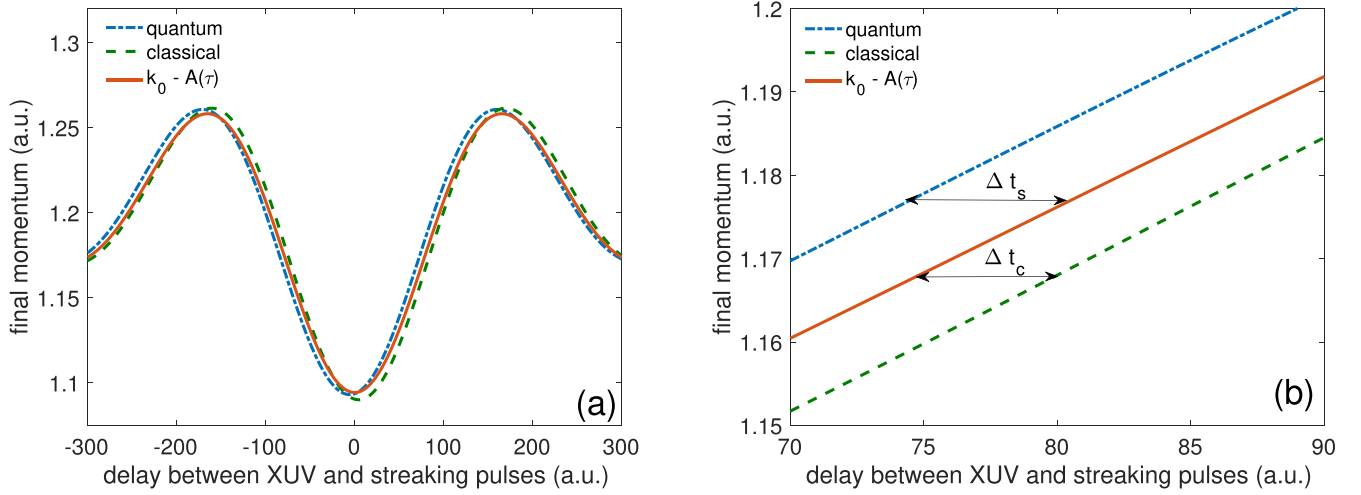 quantum
classical
k0 - A(τ)
final momentum (a.u.)
1.3
1.25
1.2
1.15
1.1
(a)
-300 -200 -100 0 100 200 300
delay between XUV and streaking pulses (a.u.)
quantum
classical
k0 - A(τ)
final momentum (a.u.)
1.2
1.19
1.18
1.17
1.16
1.15
Δ ts
Δ tc
(b)
70 75 80 85 90
delay between XUV and streaking pulses (a.u.)